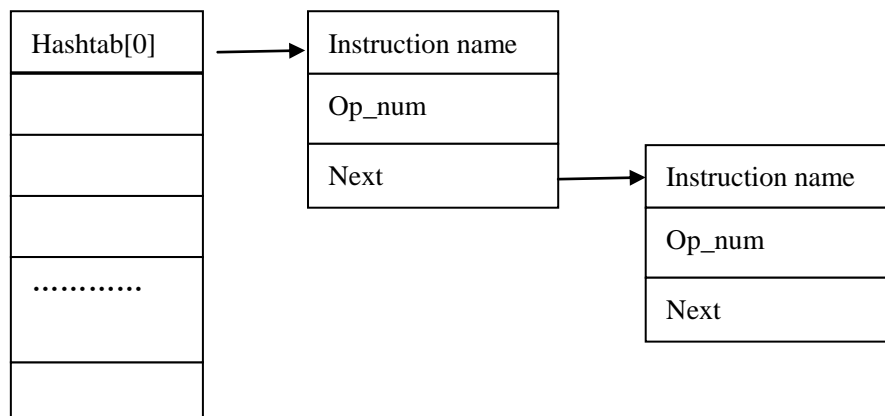 Hashtab[0]
Instruction name
Op_num
Next
Instruction name
Op_num
Next
…………